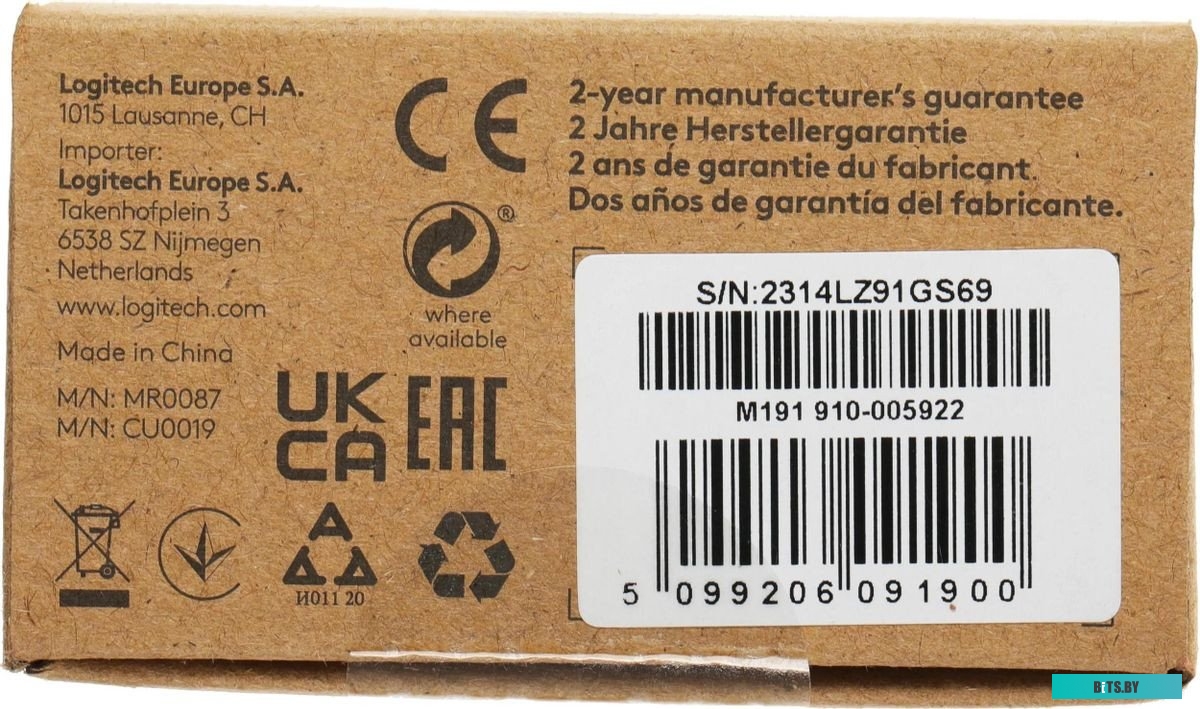 Logitech Europe S.A.
1015 Lausanne, CH
Importer:
Logitech Europe S.A.
Takenhofplein 3
6538 SZ Nijmegen
Netherlands
www.logitech.com
Made in China
M/N: MR0087
M/N: CU0019
CE
®
where
available
UK
CA
EAC
A
И011 20
2-year manufacturer's guarantee
2 Jahre Herstellergarantie
2 ans de garantie du fabricant.
Dos años de garantía del fabricante.
S/N:2314LZ91GS69
M191 910-005922
5 099206 091900
BiTS.BY